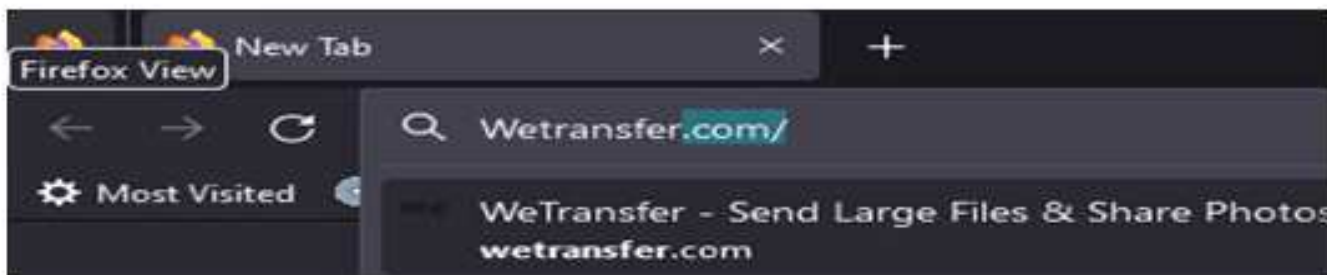 New Tab
Firefox View
Wetransfer.com/
Most Visited
WeTransfer - Send Large Files & Share Photos
wetransfer.com